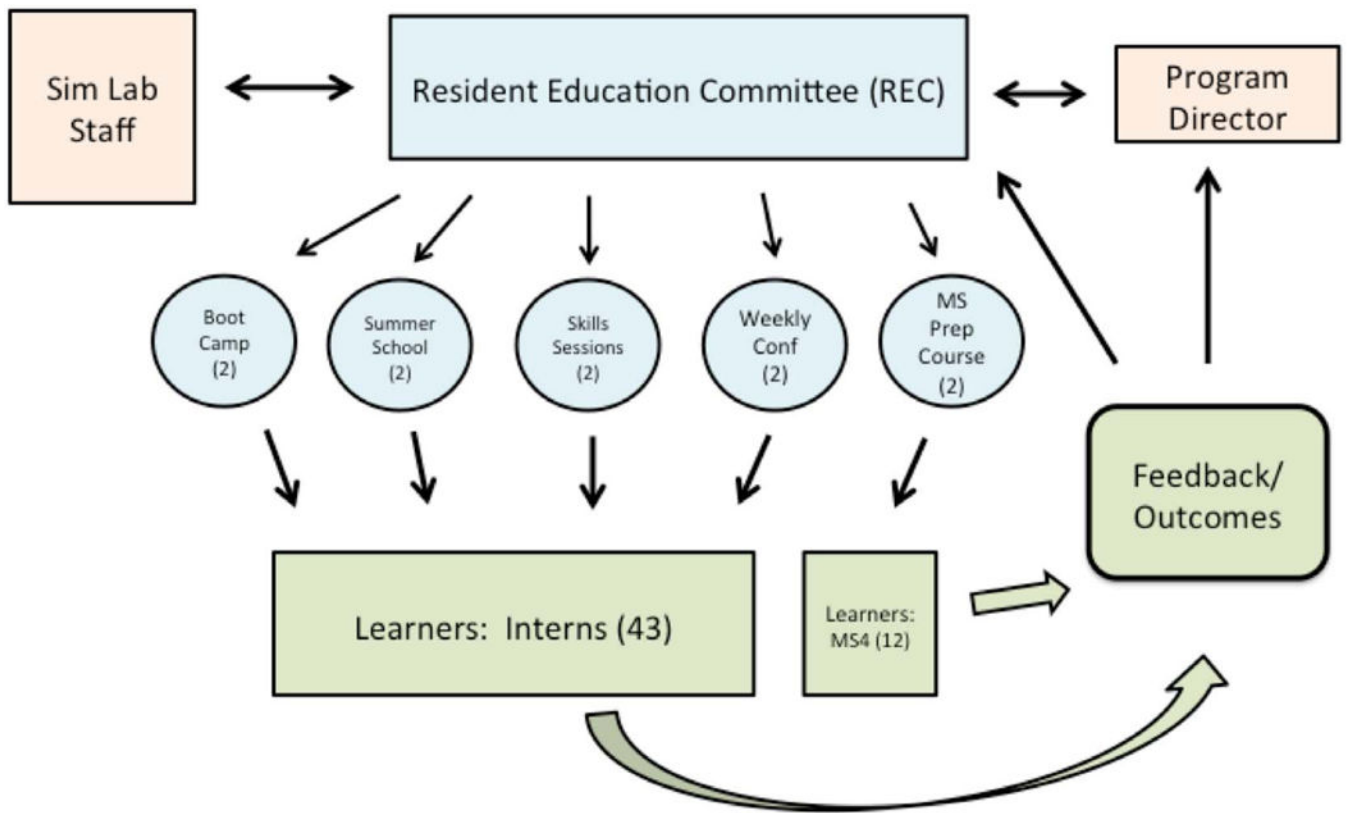 Sim Lab
Staff
Resident Education Committee (REC)
Program
Director
Boot
Camp
(2)
Summer
School
(2)
Skills
Sessions
(2)
Weekly
Conf
(2)
MS
Prep
Course
(2)
Feedback/
Outcomes
Learners: Interns (43)
Learners:
MS4 (12)